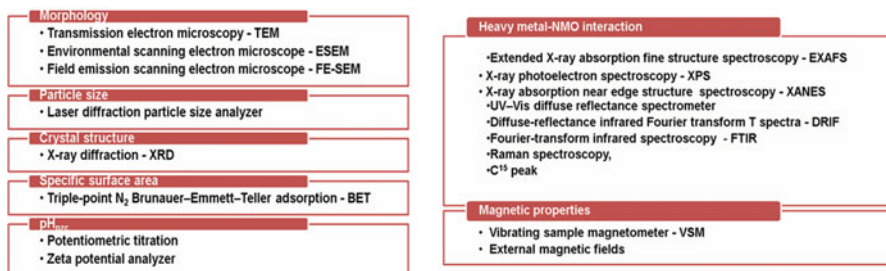 Morphology
• Transmission electron microscopy - TEM
• Environmental scanning electron microscope - ESEM
• Field emission scanning electron microscope - FE-SEM
Particle size
• Laser diffraction particle size analyzer
Crystal structure
• X-ray diffraction - XRD
Specific surface area
• Triple-point N₂ Brunauer–Emmett–Teller adsorption - BET
pHpzc
• Potentiometric titration
• Zeta potential analyzer
Heavy metal-NMO interaction
•Extended X-ray absorption fine structure spectroscopy - EXAFS
• X-ray photoelectron spectroscopy - XPS
• X-ray absorption near edge structure spectroscopy - XANES
•UV–Vis diffuse reflectance spectrometer
•Diffuse-reflectance infrared Fourier transform T spectra - DRIF
•Fourier-transform infrared spectroscopy - FTIR
•Raman spectroscopy,
•C¹⁵ peak
Magnetic properties
• Vibrating sample magnetometer - VSM
• External magnetic fields